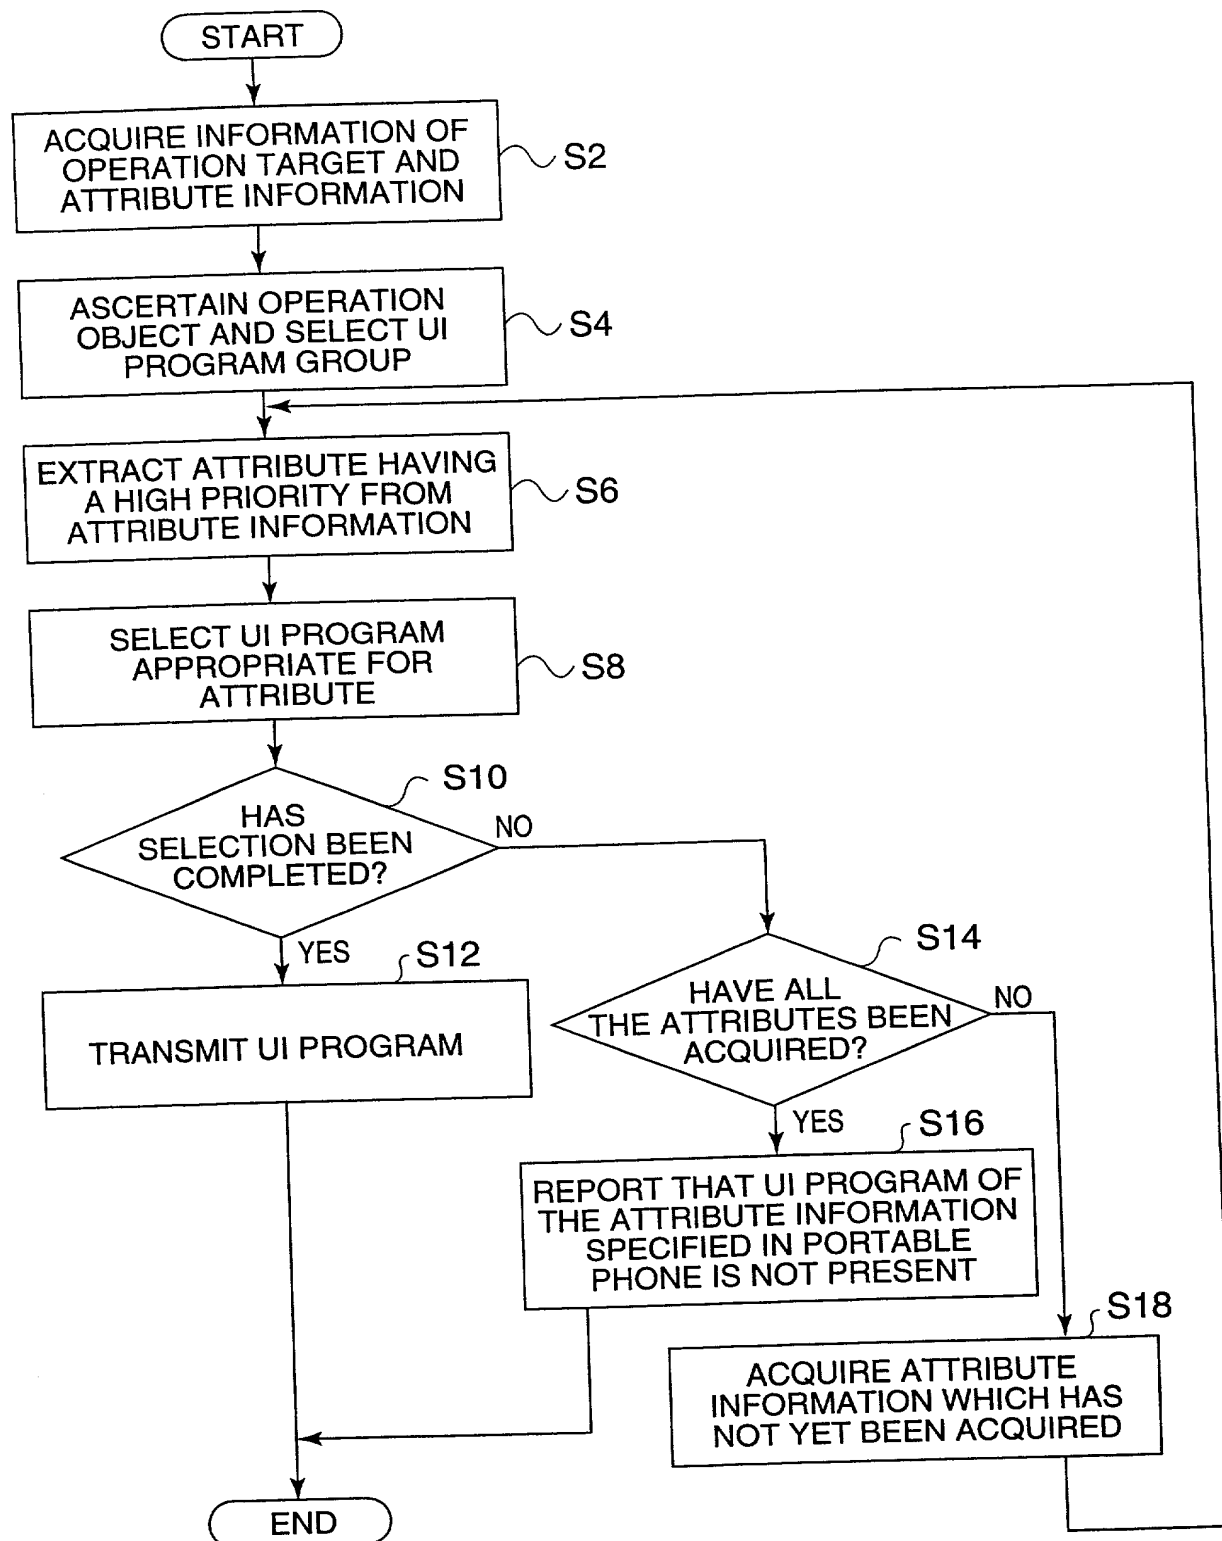 START
ACQUIRE INFORMATION OF
OPERATION TARGET AND
ATTRIBUTE INFORMATION
S2
ASCERTAIN OPERATION
OBJECT AND SELECT UI
PROGRAM GROUP
S4
EXTRACT ATTRIBUTE HAVING
A HIGH PRIORITY FROM
ATTRIBUTE INFORMATION
S6
SELECT UI PROGRAM
APPROPRIATE FOR
ATTRIBUTE
S8
S10
HAS
SELECTION BEEN
COMPLETED?
NO
YES
S12
TRANSMIT UI PROGRAM
S14
HAVE ALL
THE ATTRIBUTES BEEN
ACQUIRED?
NO
YES
S16
REPORT THAT UI PROGRAM OF
THE ATTRIBUTE INFORMATION
SPECIFIED IN PORTABLE
PHONE IS NOT PRESENT
S18
ACQUIRE ATTRIBUTE
INFORMATION WHICH HAS
NOT YET BEEN ACQUIRED
END